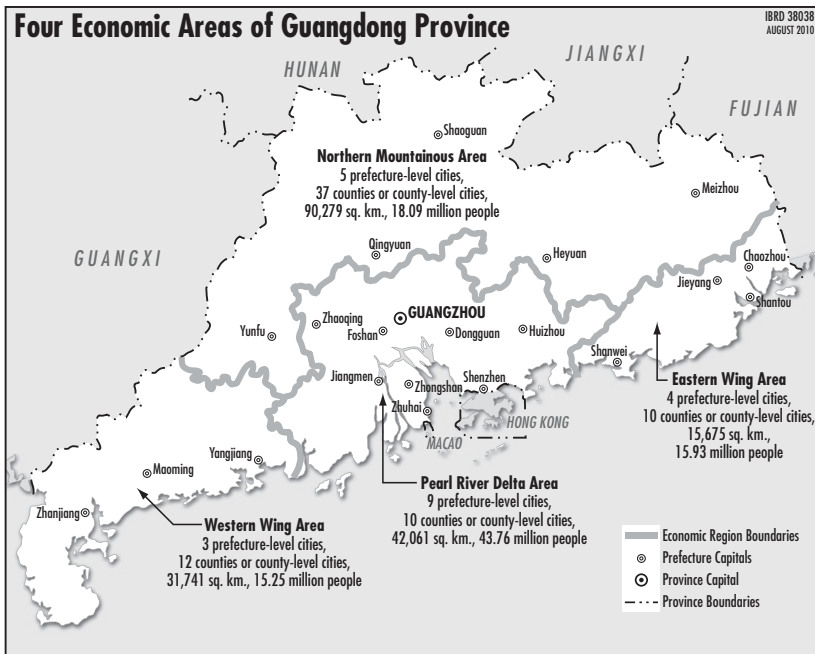 Four Economic Areas of Guangdong Province
IBRD 38038
AUGUST 2010
HUNAN
JIANGXI
FUJIAN
GUANGXI
Shaoguan
Northern Mountainous Area
5 prefecture-level cities,
37 counties or county-level cities,
90,279 sq. km., 18.09 million people
Meizhou
Qingyuan
Heyuan
Chaozhou
Jieyang
Shantou
GUANGZHOU
Zhaoqing
Foshan
Dongguan
Huizhou
Yunfu
Shanwei
Jiangmen
Zhongshan
Shenzhen
Zhuhai
HONG KONG
MACAO
Eastern Wing Area
4 prefecture-level cities,
10 counties or county-level cities,
15,675 sq. km.,
15.93 million people
Yangjiang
Maoming
Zhanjiang
Pearl River Delta Area
9 prefecture-level cities,
10 counties or county-level cities,
42,061 sq. km., 43.76 million people
Western Wing Area
3 prefecture-level cities,
12 counties or county-level cities,
31,741 sq. km., 15.25 million people
Economic Region Boundaries
Prefecture Capitals
Province Capital
Province Boundaries